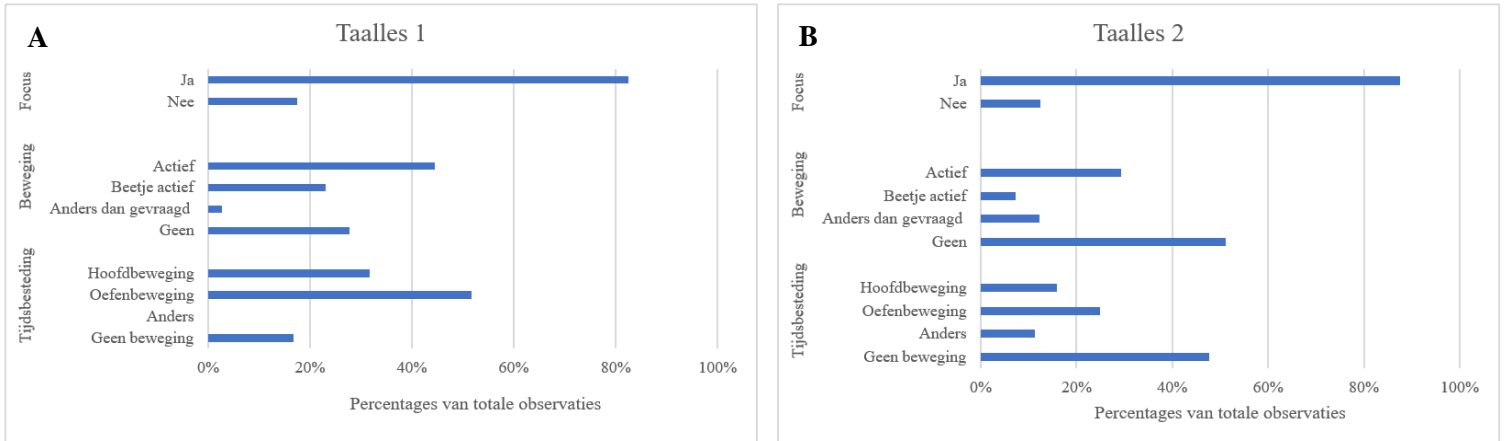 A
Taalles 1
Focus
Ja
Nee
Beweging
Actief
Beetje actief
Anders dan gevraagd
Geen
Tijdsbesteding
Hoofdbeweging
Oefenbeweging
Anders
Geen beweging
0% 20% 40% 60% 80% 100%
Percentages van totale observaties
B
Taalles 2
Focus
Ja
Nee
Beweging
Actief
Beetje actief
Anders dan gevraagd
Geen
Tijdsbesteding
Hoofdbeweging
Oefenbeweging
Anders
Geen beweging
0% 20% 40% 60% 80% 100%
Percentages van totale observaties